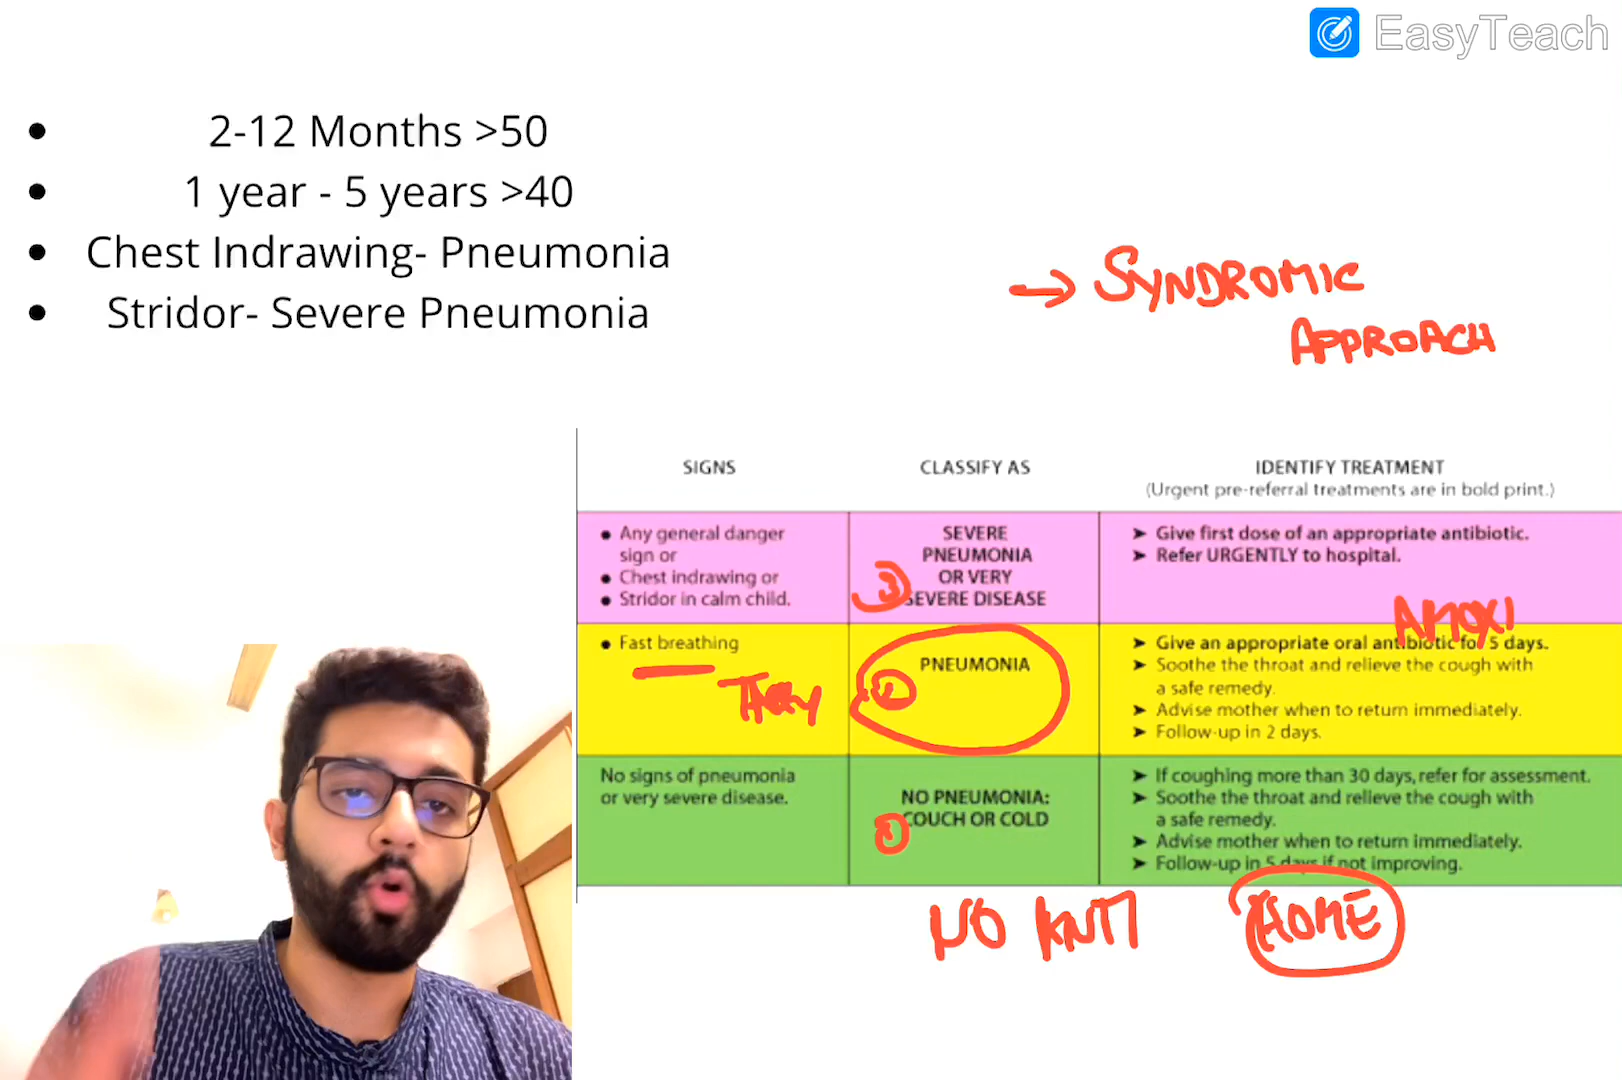 EasyTeach
• 2-12 Months >50
• 1 year - 5 years >40
• Chest Indrawing- Pneumonia
• Stridor- Severe Pneumonia
→ SYNDROMIC
APPROACH
SIGNS
CLASSIFY AS
IDENTIFY TREATMENT
(Urgent pre-referral treatments are in bold print.)
• Any general danger
sign or
• Chest indrawing or
• Stridor in calm child.
SEVERE
PNEUMONIA
OR VERY
SEVERE DISEASE
3
➤ Give first dose of an appropriate antibiotic.
➤ Refer URGENTLY to hospital.
AMOXI
• Fast breathing
PNEUMONIA
➤ Give an appropriate oral antibiotic for 5 days.
➤ Soothe the throat and relieve the cough with
a safe remedy.
➤ Advise mother when to return immediately.
➤ Follow-up in 2 days.
No signs of pneumonia
or very severe disease.
NO PNEUMONIA:
COUCH OR COLD
➤ If coughing more than 30 days, refer for assessment.
➤ Soothe the throat and relieve the cough with
a safe remedy.
➤ Advise mother when to return immediately.
➤ Follow-up in 5 days if not improving.
NO ANTI
HOME